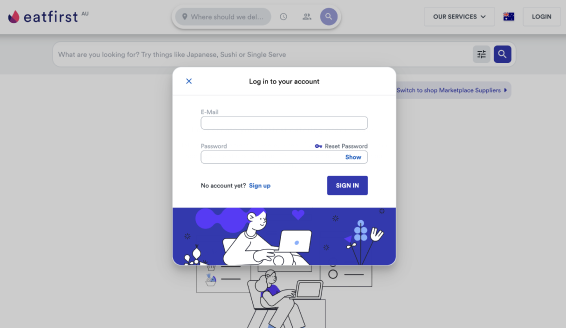 eatfirst AU
Where should we del...
OUR SERVICES
LOGIN
What are you looking for? Try things like Japanese, Sushi or Single Serve
Switch to shop Marketplace Suppliers
Log in to your account
E-Mail
Password
Reset Password
Show
No account yet? Sign up
SIGN IN